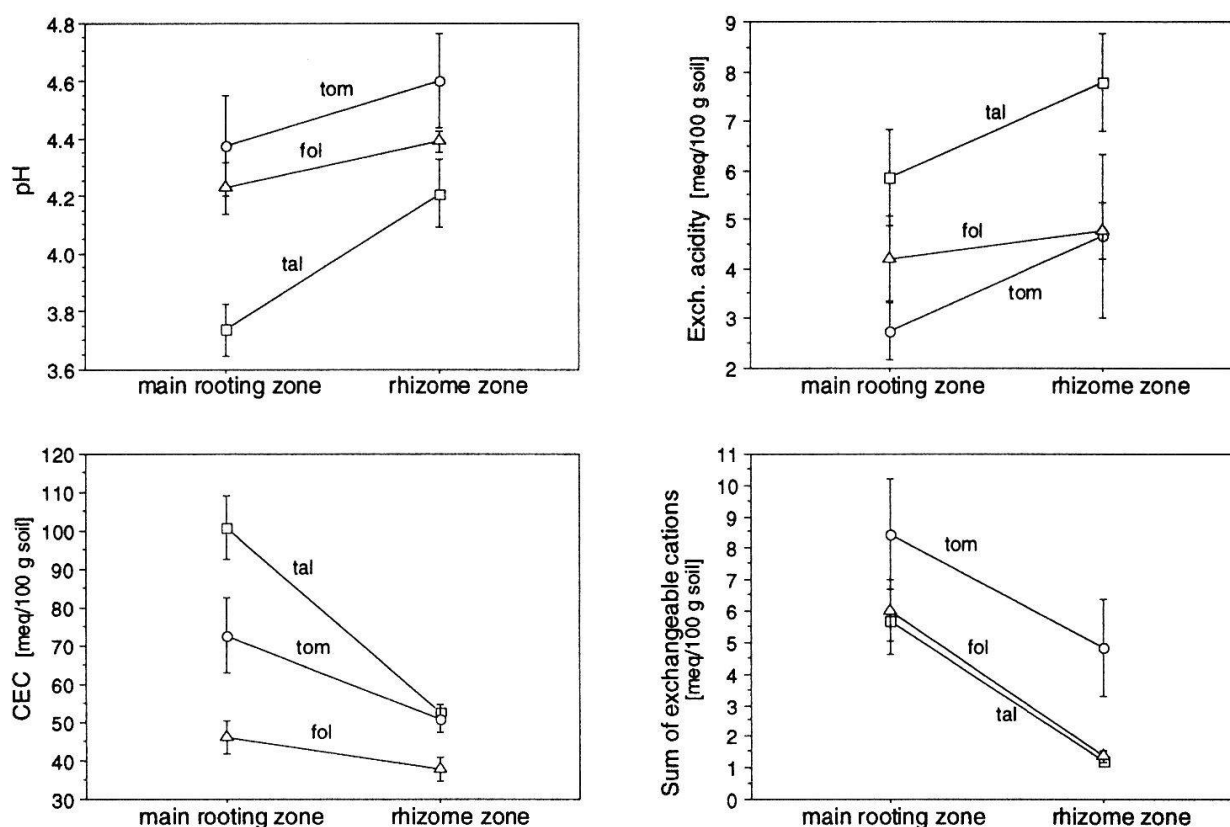 4.8
4.6
4.4
4.2
4.0
3.8
3.6
pH
tom
fol
tal
main rooting zone rhizome zone
9
8
7
6
5
4
3
2
Exch. acidity [meq/100 g soil]
tal
fol
tom
main rooting zone rhizome zone
120
110
100
90
80
70
60
50
40
30
CEC [meq/100 g soil]
tal
tom
fol
main rooting zone rhizome zone
11
10
9
8
7
6
5
4
3
2
1
0
Sum of exchangeable cations
[meq/100 g soil]
tom
fol
tal
main rooting zone rhizome zone